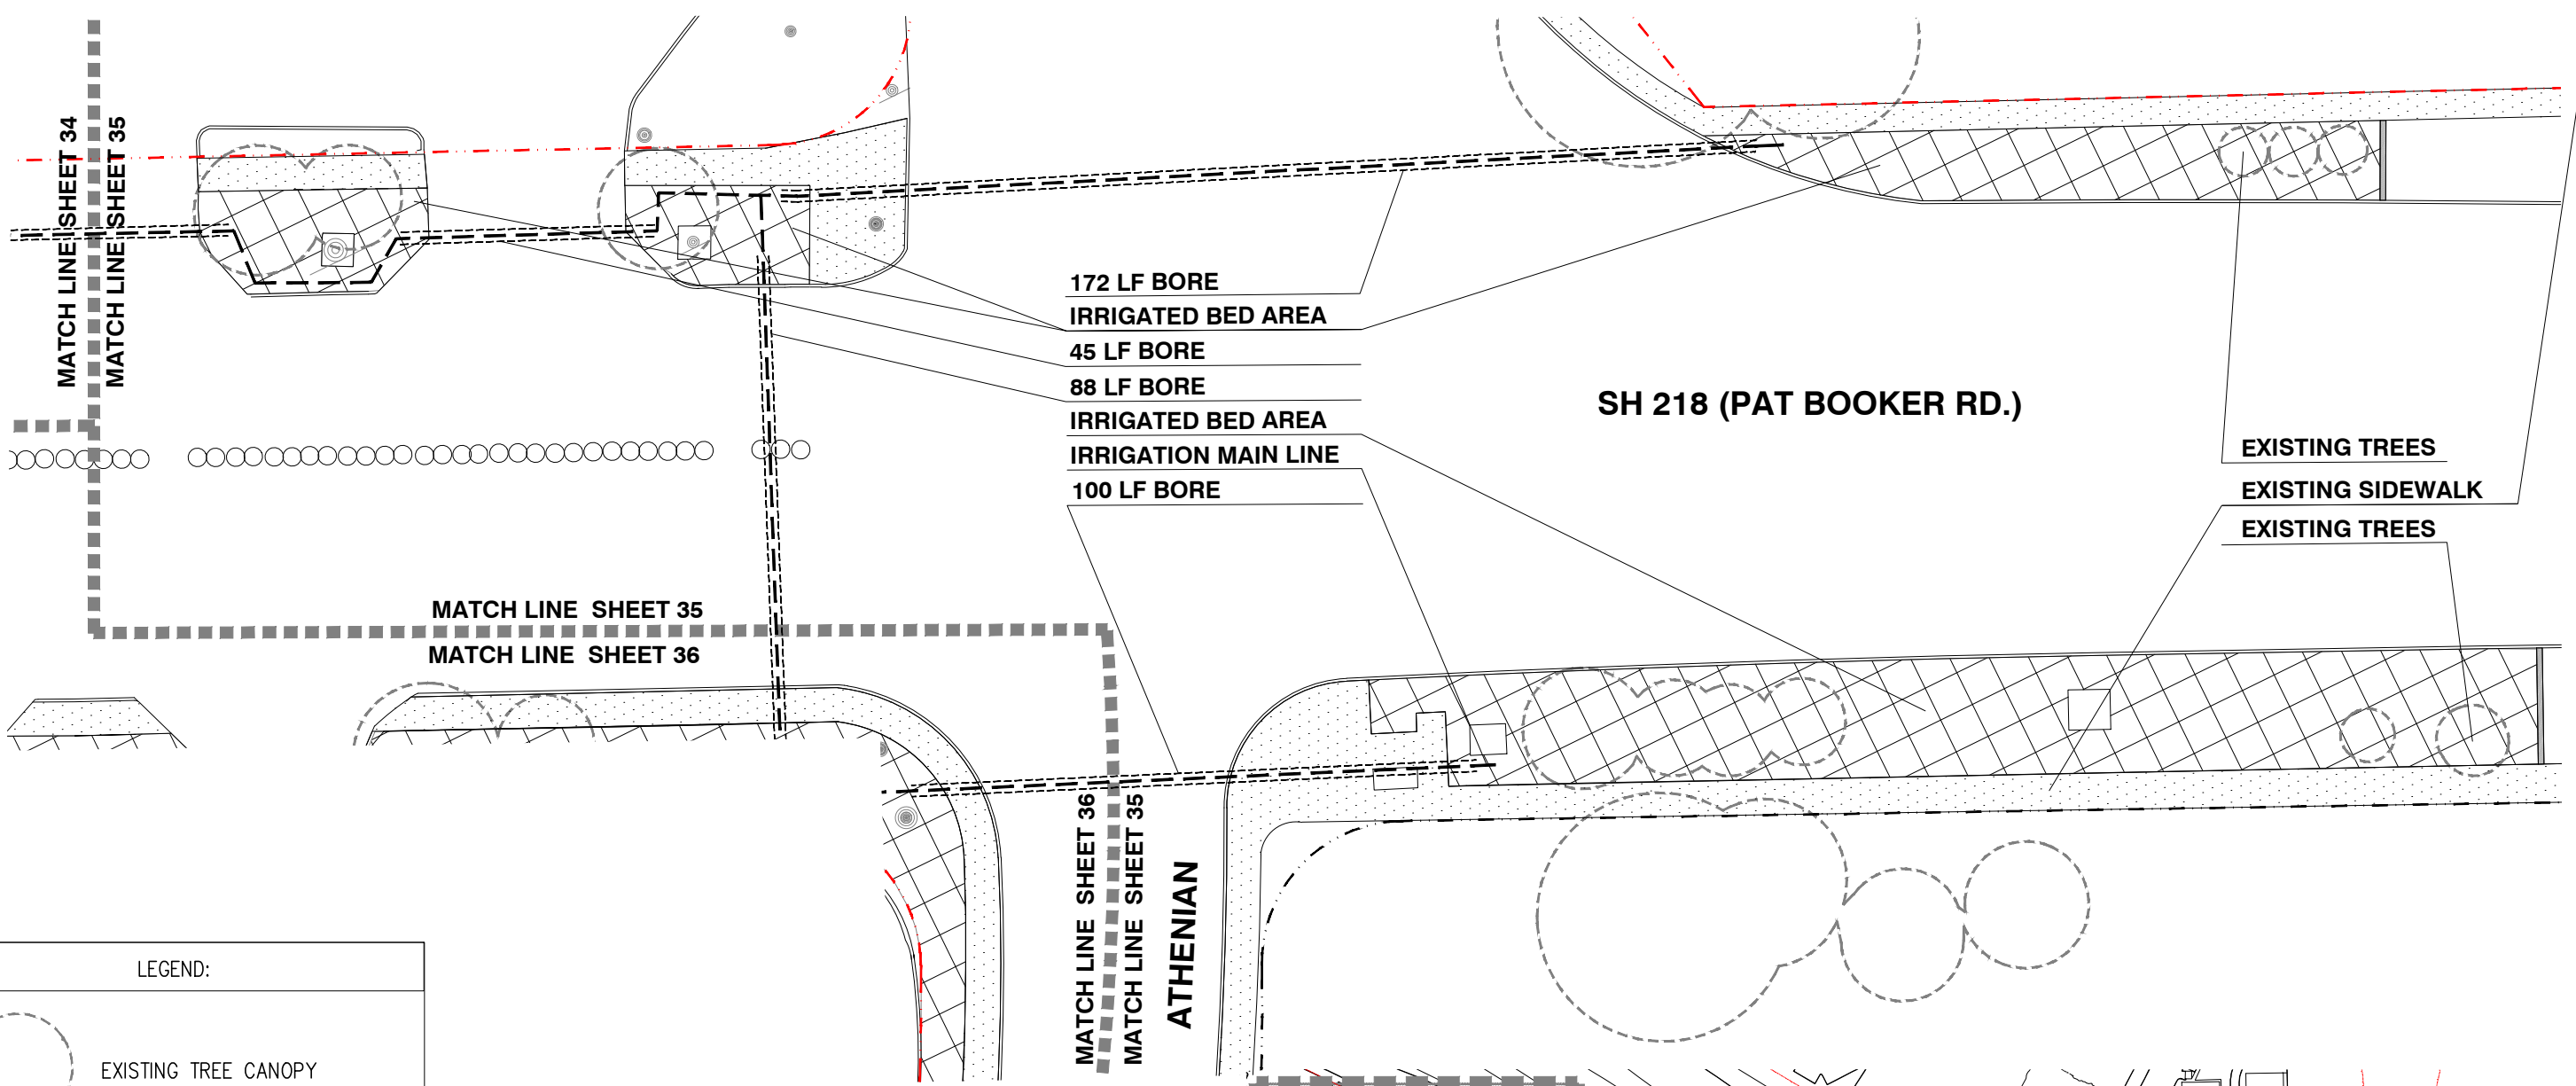 MATCH LINE SHEET 34
MATCH LINE SHEET 35
172 LF BORE
IRRIGATED BED AREA
45 LF BORE
88 LF BORE
IRRIGATED BED AREA
IRRIGATION MAIN LINE
100 LF BORE
SH 218 (PAT BOOKER RD.)
EXISTING TREES
EXISTING SIDEWALK
EXISTING TREES
MATCH LINE SHEET 35
MATCH LINE SHEET 36
MATCH LINE SHEET 36
MATCH LINE SHEET 35
ATHENIAN
LEGEND:
EXISTING TREE CANOPY